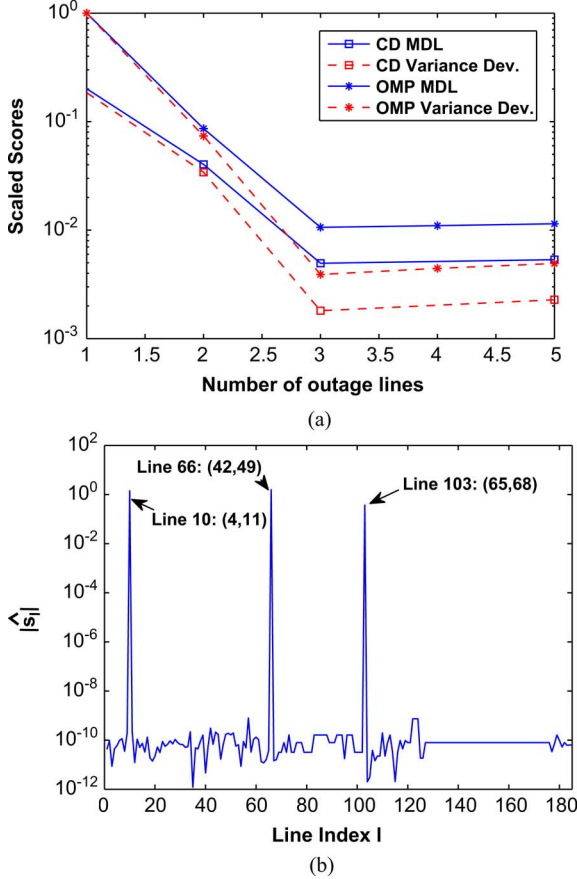 10^0
10^-1
10^-2
10^-3
Scaled Scores
CD MDL
CD Variance Dev.
OMP MDL
OMP Variance Dev.
1 1.5 2 2.5 3 3.5 4 4.5 5
Number of outage lines
(a)
10^2
10^0
10^-2
10^-4
10^-6
10^-8
10^-10
10^-12
|ŝ_l|
Line 66: (42,49)
Line 10: (4,11)
Line 103: (65,68)
0 20 40 60 80 100 120 140 160 180
Line Index l
(b)